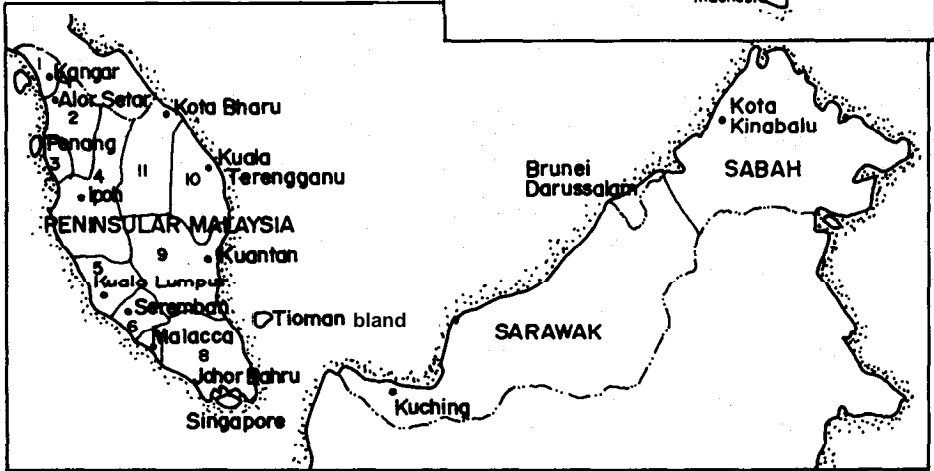 1
Kangar
Alor Setar
2
Kota Bharu
Penang
3
4
Ipoh
11
10
Kuala
Terengganu
PENINSULAR MALAYSIA
9
Kuantan
5
Kuala Lumpur
Seremban
6
Malacca
8
Johor Bahru
Singapore
Tioman bland
Brunei
Darussalam
Kota
Kinabalu
SABAH
SARAWAK
Kuching